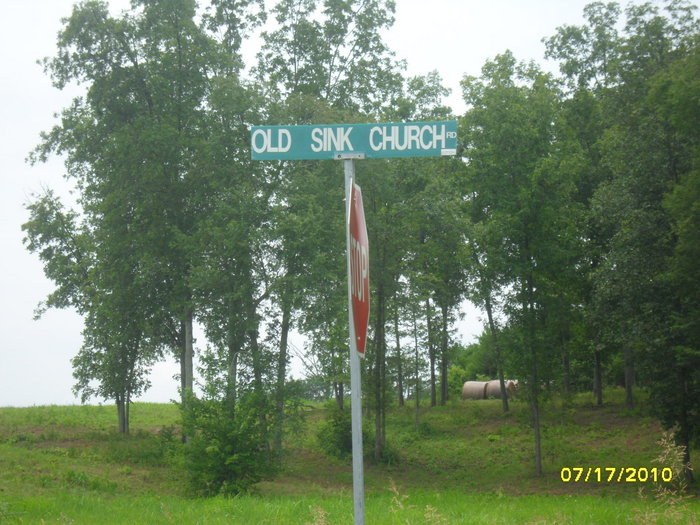 OLD SINK CHURCH RD
STOP
07/17/2010